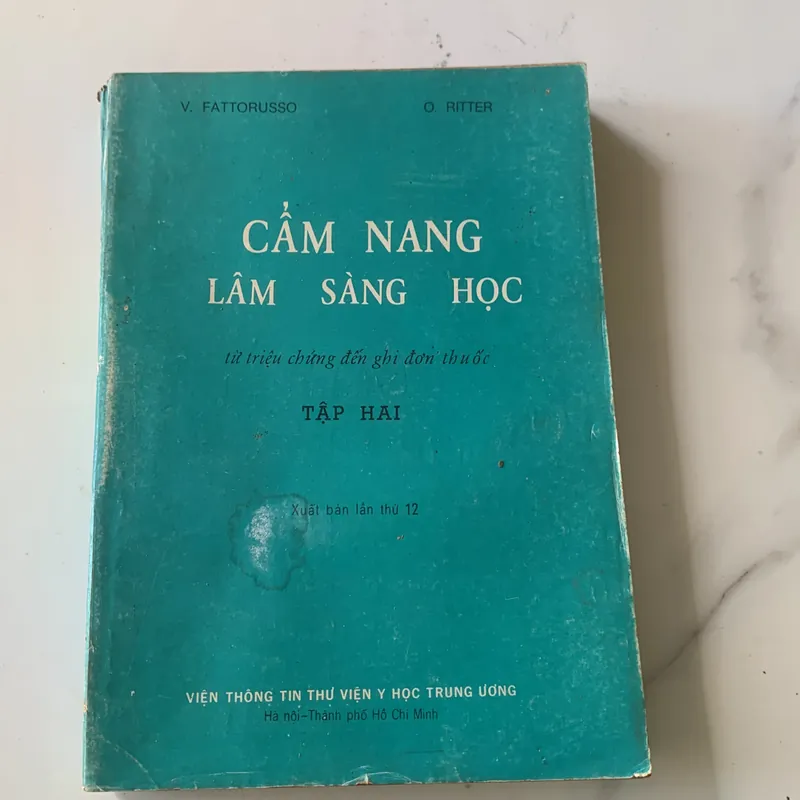 V. FATTORUSSO O. RITTER
CẨM NANG
LÂM SÀNG HỌC
từ triệu chứng đến ghi đơn thuốc
TẬP HAI
Xuất bản lần thứ 12
VIỆN THÔNG TIN THƯ VIỆN Y HỌC TRUNG ƯƠNG
Hà nội-Thành phố Hồ Chí Minh